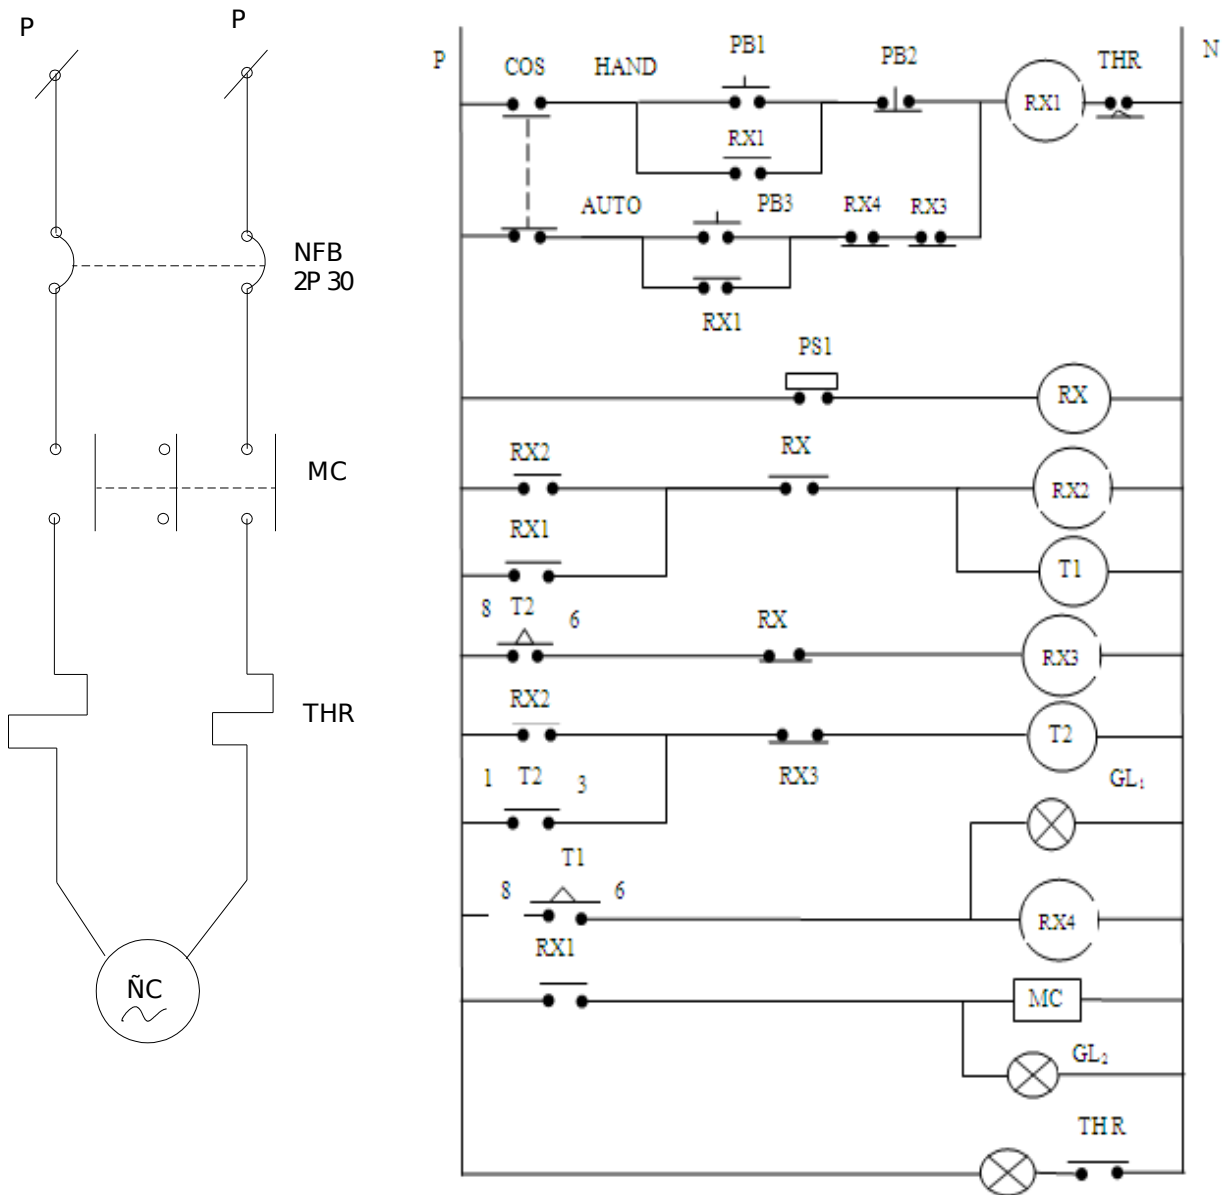 P
P
NFB
2P 30
MC
THR
ÑC
P
N
COS
HAND
PB1
PB2
RX1
THR
RX1
AUTO
PB3
RX4
RX3
RX1
PS1
RX
RX2
RX
RX2
RX1
T1
8
T2
6
RX
RX3
RX2
T2
1
T2
3
RX3
GL₁
T1
8
6
RX4
RX1
MC
GL₂
THR